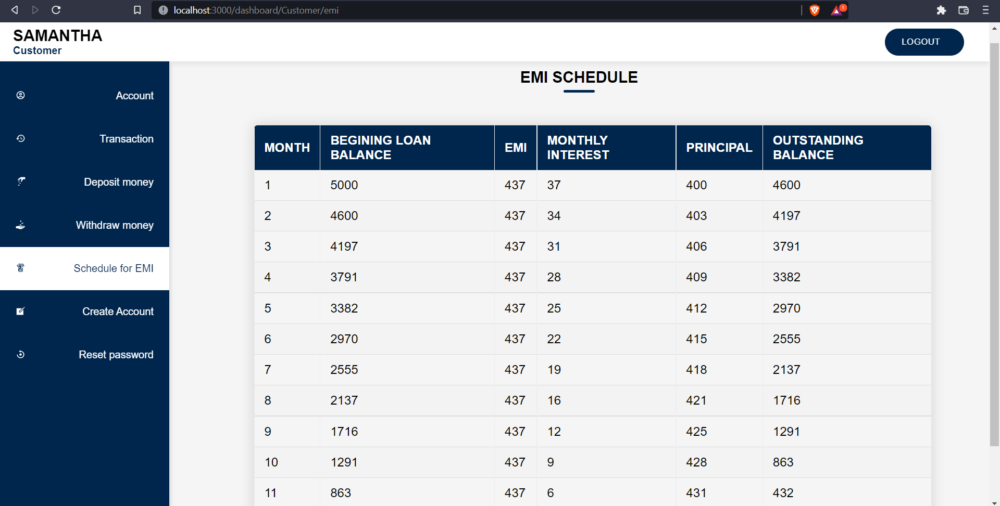 localhost:3000/dashboard/Customer/emi
1
SAMANTHA
Customer
LOGOUT
Account
Transaction
Deposit money
Withdraw money
Schedule for EMI
Create Account
Reset password
EMI SCHEDULE
MONTH BEGINING LOAN BALANCE EMI MONTHLY INTEREST PRINCIPAL OUTSTANDING BALANCE
1 5000 437 37 400 4600
2 4600 437 34 403 4197
3 4197 437 31 406 3791
4 3791 437 28 409 3382
5 3382 437 25 412 2970
6 2970 437 22 415 2555
7 2555 437 19 418 2137
8 2137 437 16 421 1716
9 1716 437 12 425 1291
10 1291 437 9 428 863
11 863 437 6 431 432